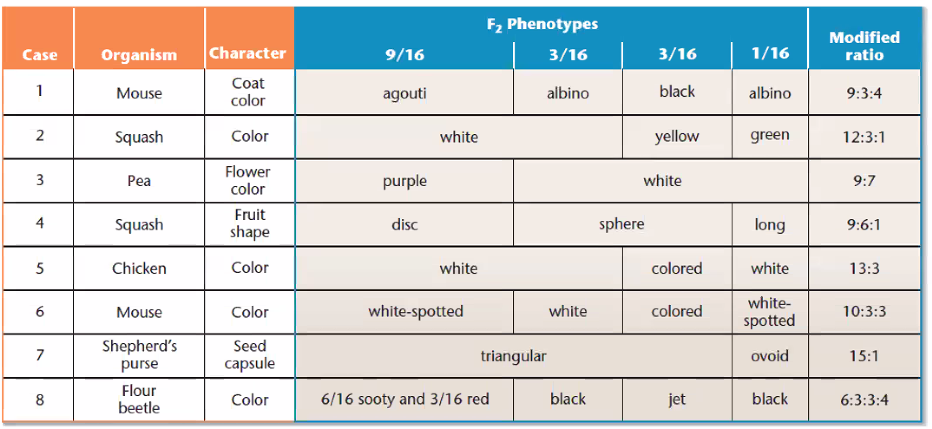 F2 Phenotypes
Case Organism Character 9/16 3/16 3/16 1/16 Modified ratio
1 Mouse Coat color agouti albino black albino 9:3:4
2 Squash Color white yellow green 12:3:1
3 Pea Flower color purple white 9:7
4 Squash Fruit shape disc sphere long 9:6:1
5 Chicken Color white colored white 13:3
6 Mouse Color white-spotted white colored white-spotted 10:3:3
7 Shepherd's purse Seed capsule triangular ovoid 15:1
8 Flour beetle Color 6/16 sooty and 3/16 red black jet black 6:3:3:4